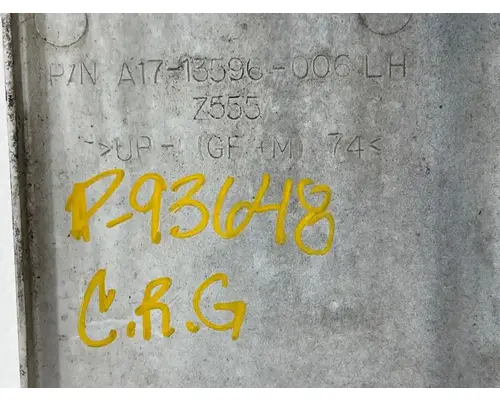 P/N A17-13596-006 LH
Z555
>UP-(GF+M) 74<
P-93648
C.R.G